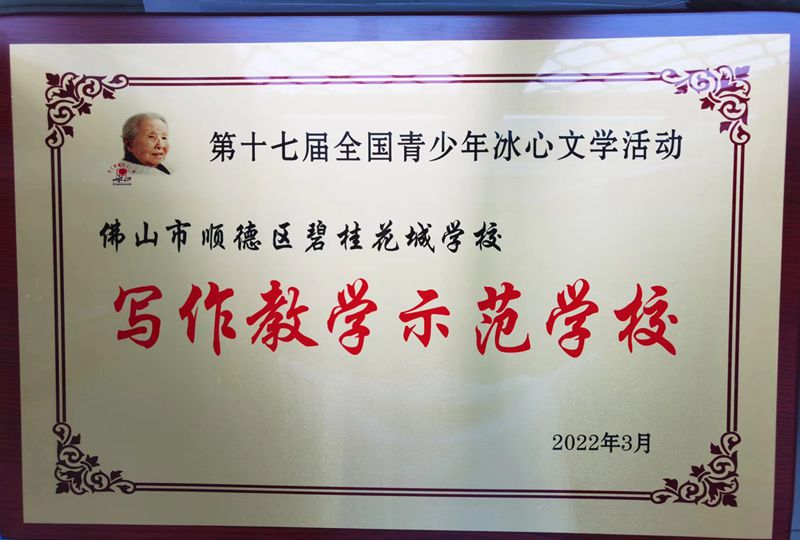 第十七届全国青少年冰心文学活动
佛山市顺德区碧桂花城学校
写作教学示范学校
2022年3月